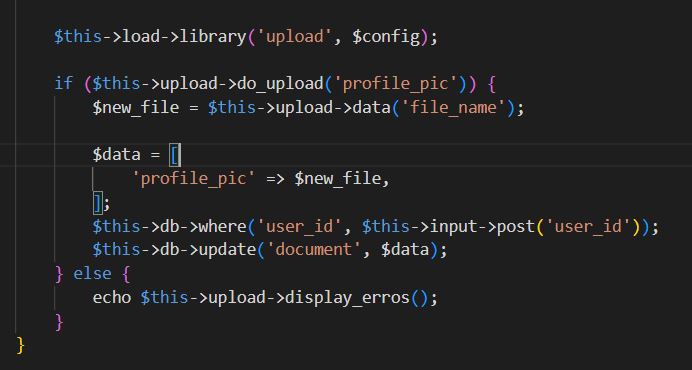 $this->load->library('upload', $config);
if ($this->upload->do_upload('profile_pic')) {
$new_file = $this->upload->data('file_name');
$data = [
'profile_pic' => $new_file,
];
$this->db->where('user_id', $this->input->post('user_id'));
$this->db->update('document', $data);
} else {
echo $this->upload->display_erros();
}
}